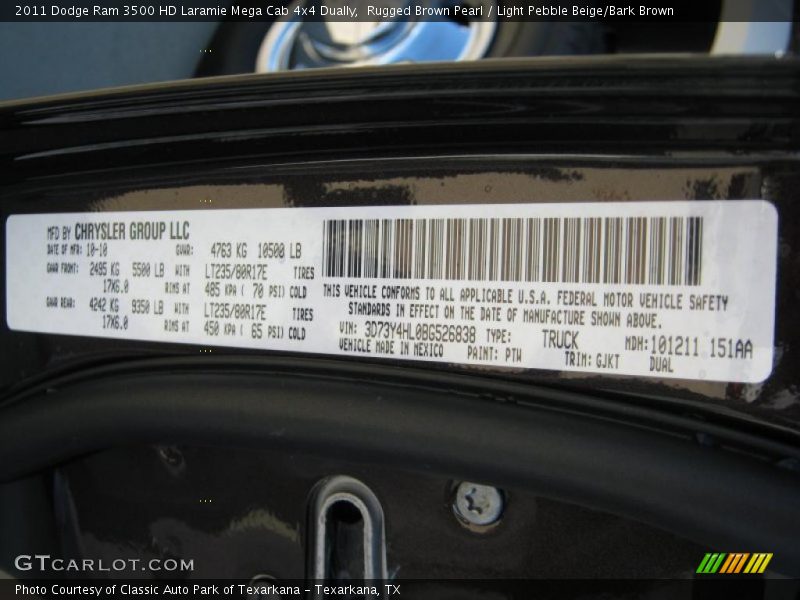 2011 Dodge Ram 3500 HD Laramie Mega Cab 4x4 Dually,  Rugged Brown Pearl / Light Pebble Beige/Bark Brown
MFD BY CHRYSLER GROUP LLC
DATE OF MFR: 10-10 GVWR: 4763 KG 10500 LB
GAWR FRONT: 2495 KG 5500 LB WITH LT235/80R17E TIRES
17X6.0 RIMS AT 485 KPA ( 70 PSI) COLD
GAWR REAR: 4242 KG 9350 LB WITH LT235/80R17E TIRES
17X6.0 RIMS AT 450 KPA ( 65 PSI) COLD
THIS VEHICLE CONFORMS TO ALL APPLICABLE U.S.A. FEDERAL MOTOR VEHICLE SAFETY
STANDARDS IN EFFECT ON THE DATE OF MANUFACTURE SHOWN ABOVE.
VIN: 3D73Y4HL0BG526838 TYPE: TRUCK MDH:101211 151AA
VEHICLE MADE IN MEXICO PAINT: PTW TRIM: GJKT DUAL
GTCARLOT.COM
Photo Courtesy of Classic Auto Park of Texarkana – Texarkana, TX